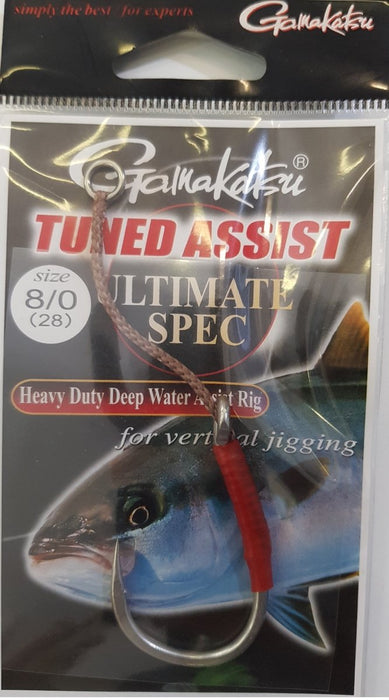 simply the best / for experts
Gamakatsu
Gamakatsu®
TUNED ASSIST
size
8/0
(28)
ULTIMATE
SPEC
Heavy Duty Deep Water Assist Rig
for vertical jigging